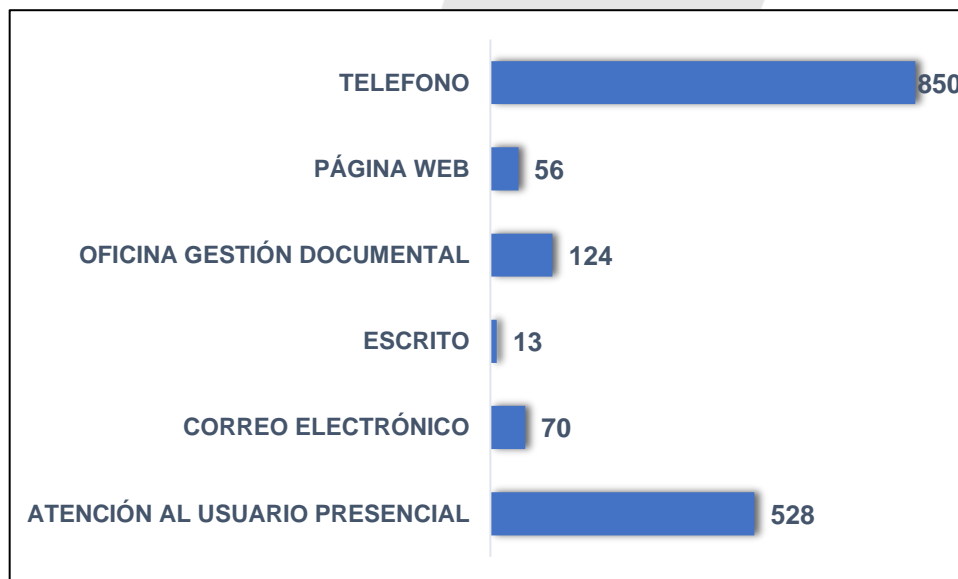 TELEFONO 850
PÁGINA WEB 56
OFICINA GESTIÓN DOCUMENTAL 124
ESCRITO 13
CORREO ELECTRÓNICO 70
ATENCIÓN AL USUARIO PRESENCIAL 528